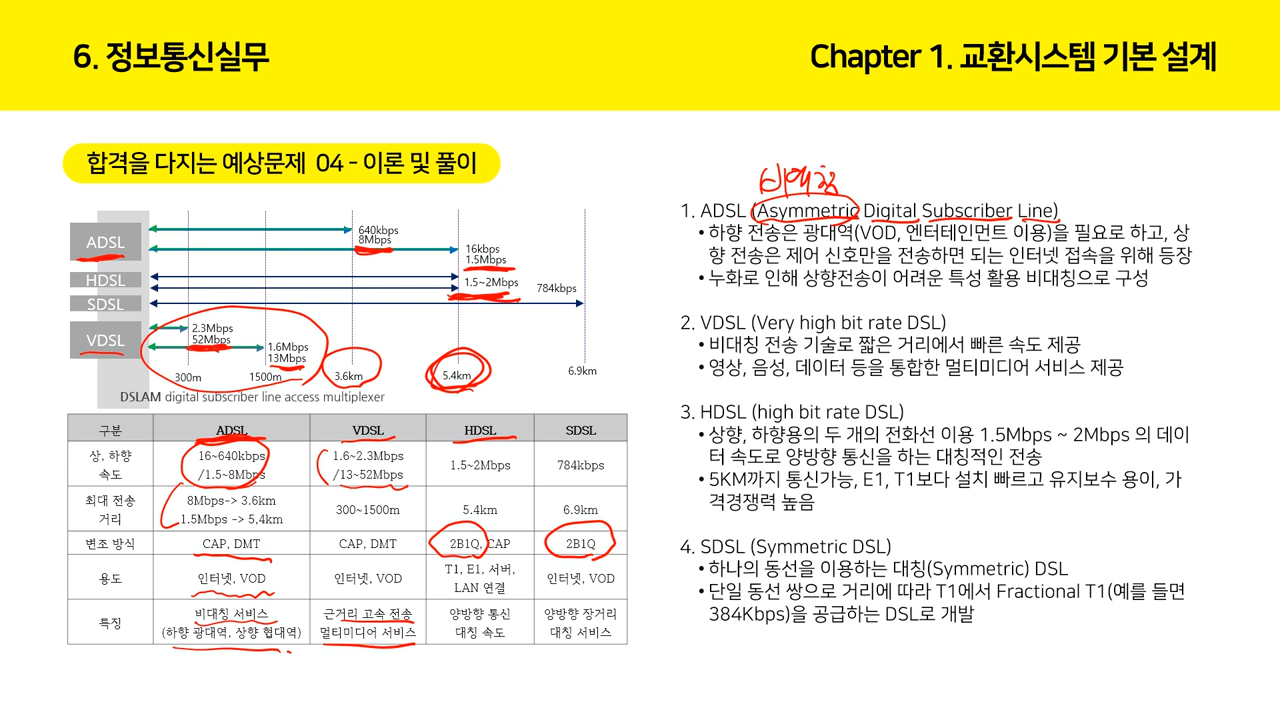 6. 정보통신실무
Chapter 1. 교환시스템 기본 설계
합격을 다지는 예상문제 04 - 이론 및 풀이
ADSL
640kbps
8Mbps
16kbps
1.5Mbps
HDSL
1.5~2Mbps
784kbps
SDSL
VDSL
2.3Mbps
52Mbps
1.6Mbps
13Mbps
300m
1500m
3.6km
5.4km
6.9km
DSLAM digital subscriber line access multiplexer
구분 ADSL VDSL HDSL SDSL
상, 하향
속도
16~640kbps
/1.5~8Mbps
1.6~2.3Mbps
/13~52Mbps
1.5~2Mbps
784kbps
최대 전송
거리
8Mbps-> 3.6km
1.5Mbps -> 5,4km
300~1500m
5.4km
6.9km
변조 방식 CAP, DMT CAP, DMT 2B1Q, CAP 2B1Q
용도
인터넷, VOD
인터넷, VOD
T1, E1, 서버,
LAN 연결
인터넷, VOD
특징
비대칭 서비스
(하향 광대역, 상향 협대역)
근거리 고속 전송
멀티미디어 서비스
양방향 통신
대칭 속도
양방향 장거리
대칭 서비스
비대칭
1. ADSL (Asymmetric Digital Subscriber Line)
• 하향 전송은 광대역(VOD, 엔터테인먼트 이용)을 필요로 하고, 상
향 전송은 제어 신호만을 전송하면 되는 인터넷 접속을 위해 등장
• 누화로 인해 상향전송이 어려운 특성 활용 비대칭으로 구성
2. VDSL (Very high bit rate DSL)
• 비대칭 전송 기술로 짧은 거리에서 빠른 속도 제공
• 영상, 음성, 데이터 등을 통합한 멀티미디어 서비스 제공
3. HDSL (high bit rate DSL)
• 상향, 하향용의 두 개의 전화선 이용 1.5Mbps ~ 2Mbps 의 데이
터 속도로 양방향 통신을 하는 대칭적인 전송
• 5KM까지 통신가능, E1, T1보다 설치 빠르고 유지보수 용이, 가
격경쟁력 높음
4. SDSL (Symmetric DSL)
• 하나의 동선을 이용하는 대칭(Symmetric) DSL
• 단일 동선 쌍으로 거리에 따라 T1에서 Fractional T1(예를 들면
384Kbps)을 공급하는 DSL로 개발